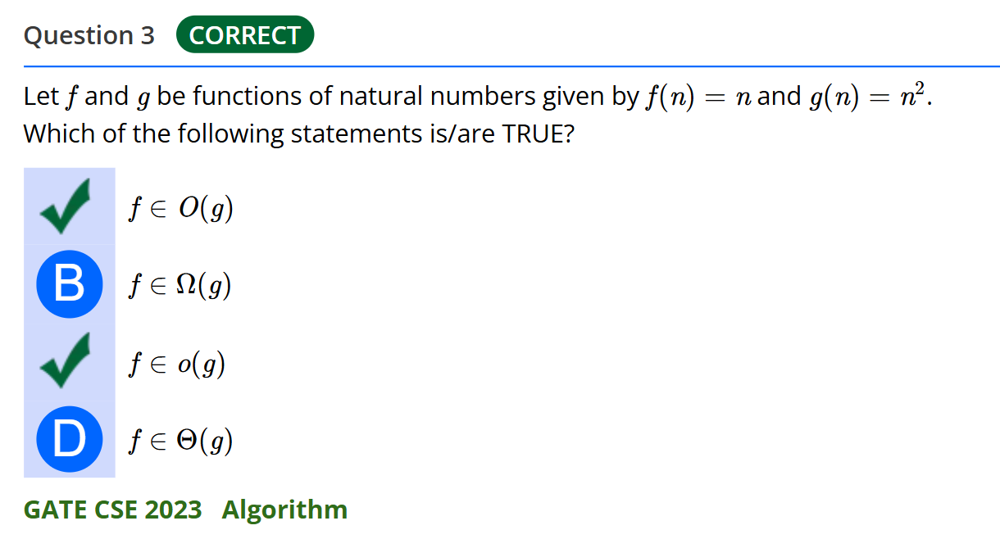 Question 3 CORRECT
Let f and g be functions of natural numbers given by f(n) = n and g(n) = n².
Which of the following statements is/are TRUE?
f ∈ O(g)
B f ∈ Ω(g)
f ∈ o(g)
D f ∈ Θ(g)
GATE CSE 2023 Algorithm